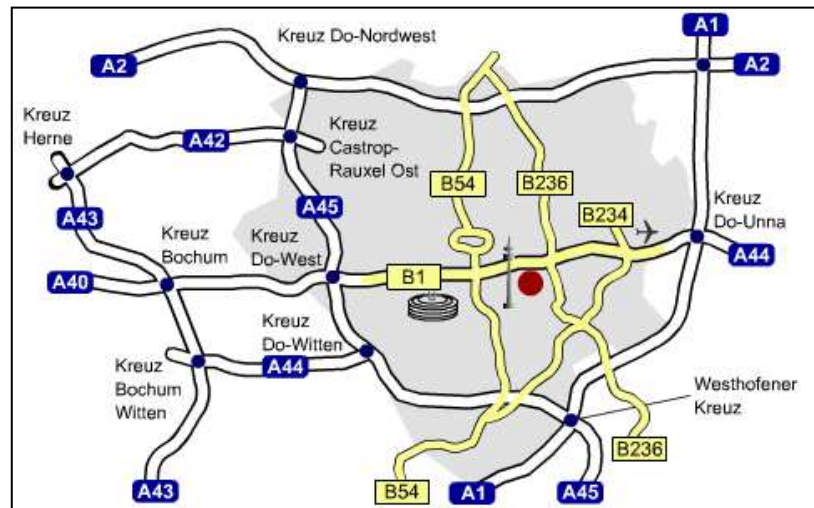 A1
Kreuz Do-Nordwest
A2
A2
Kreuz
Herne
A42
Kreuz
Castrop-
Rauxel Ost
B54
B236
A45
B234
Kreuz
Do-Unna
A43
Kreuz
Bochum
Kreuz
Do-West
A44
A40
B1
Kreuz
Do-Witten
Kreuz
Bochum
Witten
A44
Westhofener
Kreuz
B236
A43
B54
A1
A45